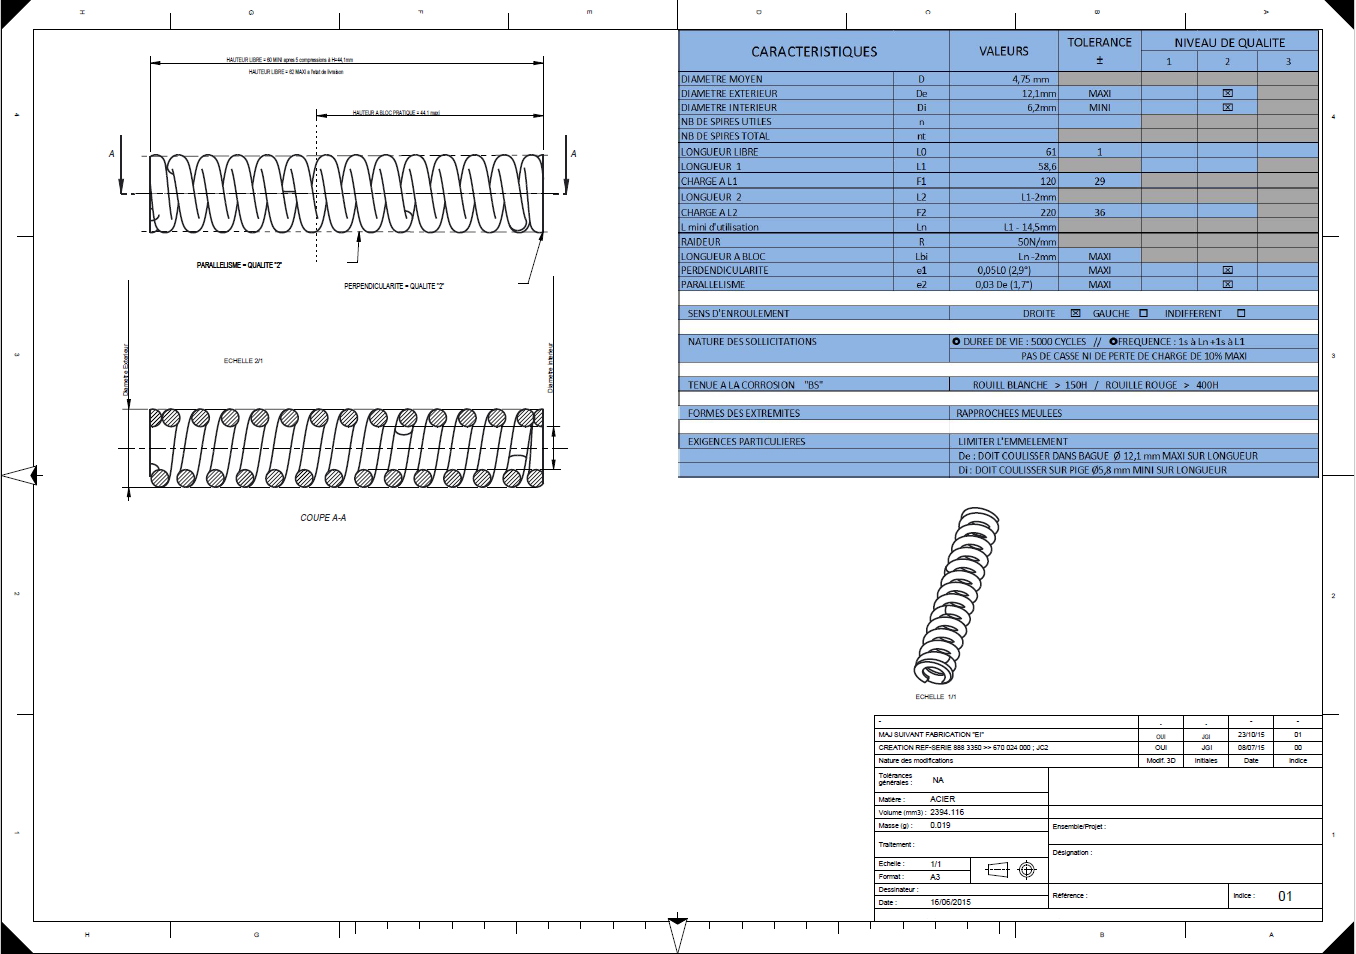 H G F E D C B A
HAUTEUR LIBRE = 60 MINI apres 5 compressions à H=44,1mm
HAUTEUR LIBRE = 62 MAXI a l'etat de livraison
HAUTEUR A BLOC PRATIQUE = 44.1 maxi
A A
PARALLELISME = QUALITE "2"
PERPENDICULARITE = QUALITE "2"
ECHELLE 2/1
Diametre Exterieur
Diametre Interieur
COUPE A-A
CARACTERISTIQUES VALEURS TOLERANCE ± NIVEAU DE QUALITE
1 2 3
DIAMETRE MOYEN D 4,75 mm
DIAMETRE EXTERIEUR De 12,1mm MAXI ☒
DIAMETRE INTERIEUR Di 6,2mm MINI ☒
NB DE SPIRES UTILES n
NB DE SPIRES TOTAL nt
LONGUEUR LIBRE L0 61 1
LONGUEUR 1 L1 58,6
CHARGE A L1 F1 120 29
LONGUEUR 2 L2 L1-2mm
CHARGE A L2 F2 220 36
L mini d'utilisation Ln L1 - 14,5mm
RAIDEUR R 50N/mm
LONGUEUR A BLOC Lbi Ln -2mm MAXI
PERDENDICULARITE e1 0,05L0 (2,9°) MAXI ☒
PARALLELISME e2 0,03 De (1,7°) MAXI ☒
SENS D'ENROULEMENT DROITE ☒ GAUCHE ☐ INDIFFERENT ☐
NATURE DES SOLLICITATIONS DUREE DE VIE : 5000 CYCLES // FREQUENCE : 1s à Ln +1s à L1
PAS DE CASSE NI DE PERTE DE CHARGE DE 10% MAXI
TENUE A LA CORROSION "BS" ROUILL BLANCHE > 150H / ROUILLE ROUGE > 400H
FORMES DES EXTREMITES RAPPROCHEES MEULEES
EXIGENCES PARTICULIERES LIMITER L'EMMELEMENT
De : DOIT COULISSER DANS BAGUE Ø 12,1 mm MAXI SUR LONGUEUR
Di : DOIT COULISSER SUR PIGE Ø5,8 mm MINI SUR LONGUEUR
4 4
3 3
2 2
1 1
ECHELLE 1/1
- - - - -
MAJ SUIVANT FABRICATION "EI" OUI JGI 23/10/15 01
CREATION REF-SERIE 888 3350 >> 670 024 000 ; JC2 OUI JGI 08/07/15 00
Nature des modifications Modif. 3D Initiales Date Indice
Tolérances générales : NA
Matière : ACIER
Volume (mm3) : 2394.116
Masse (g) : 0.019
Ensemble/Projet :
Traitement :
Désignation :
Echelle : 1/1
Format : A3
Dessinateur :
Référence : Indice : 01
Date : 16/06/2015
H G B A